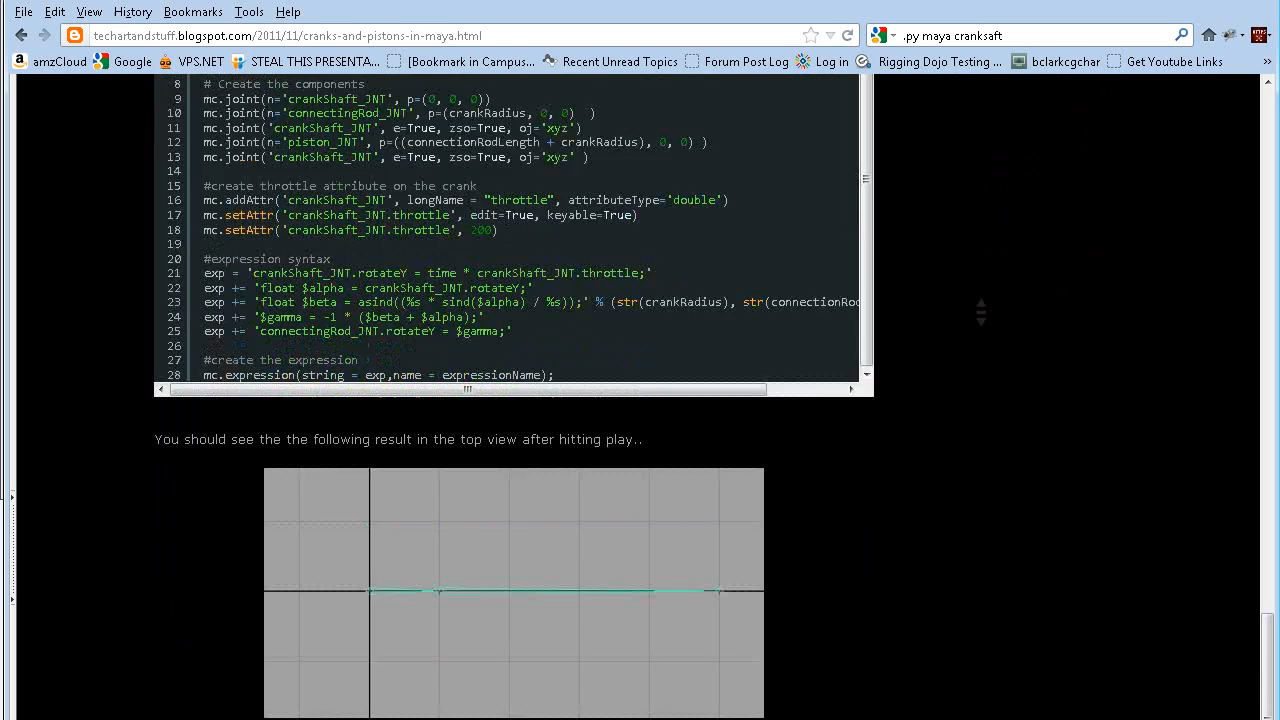 File Edit View History Bookmarks Tools Help
techartandstuff.blogspot.com/2011/11/cranks-and-pistons-in-maya.html
.py maya cranksaft
amzCloud Google VPS.NET STEAL THIS PRESENTA... [Bookmark in Campus... Recent Unread Topics Trim Post Log Log in Rigging Dojo Testing ... bclarkcgchar Get Youtube Links »
8 # Create the components
9 mc.joint(n='crankShaft_JNT', p=(0, 0, 0))
10 mc.joint(n='connectingRod_JNT', p=(crankRadius, 0, 0) )
11 mc.joint('crankShaft_JNT', e=True, zso=True, oj='xyz')
12 mc.joint(n='piston_JNT', p=((connectionRodLength + crankRadius), 0, 0) )
13 mc.joint('crankShaft_JNT', e=True, zso=True, oj='xyz' )
14
15 #create throttle attribute on the crank
16 mc.addAttr('crankShaft_JNT', longName = "throttle", attributeType='double')
17 mc.setAttr('crankShaft_JNT.throttle', edit=True, keyable=True)
18 mc.setAttr('crankShaft_JNT.throttle', 200)
19
20 #expression syntax
21 exp = 'crankShaft_JNT.rotateY = time * crankShaft_JNT.throttle;'
22 exp += 'float $alpha = crankShaft_JNT.rotateY;'
23 exp += 'float $beta = asind((%s * sind($alpha) / %s));' % (str(crankRadius), str(connectionRod
24 exp += '$gamma = -1 * ($beta + $alpha);'
25 exp += 'connectingRod_JNT.rotateY = $gamma;'
26
27 #create the expression
28 mc.expression(string = exp,name = expressionName);
You should see the the following result in the top view after hitting play..